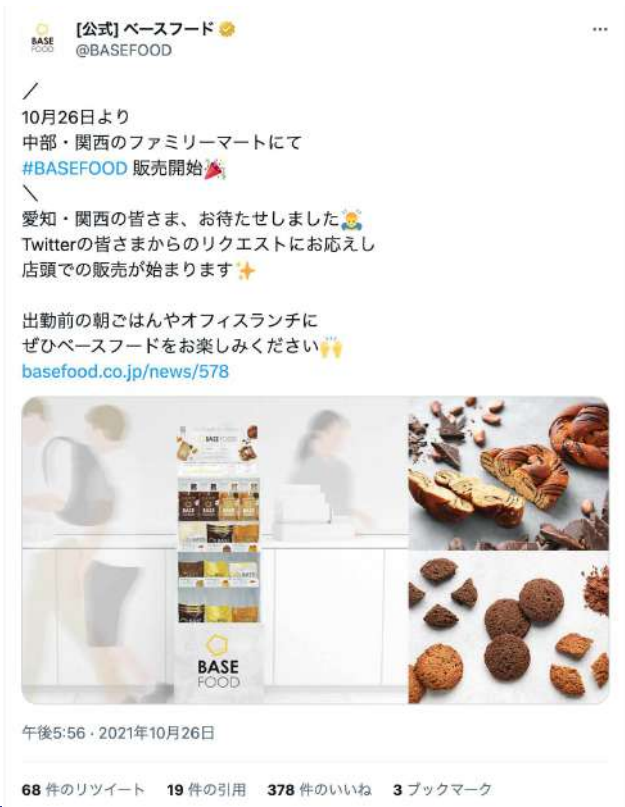 [公式] ベースフード
@BASEFOOD
BASE
FOOD
／
10月26日より
中部・関西のファミリーマートにて
#BASEFOOD 販売開始🎉
＼
愛知・関西の皆さま、お待たせしました🙇‍♂️
Twitterの皆さまからのリクエストにお応えし
店頭での販売が始まります✨
出勤前の朝ごはんやオフィスランチに
ぜひベースフードをお楽しみください🙌
basefood.co.jp/news/578
BASE FOOD
BASE
FOOD
午後5:56 · 2021年10月26日
68 件のリツイート 19 件の引用 378 件のいいね 3 ブックマーク